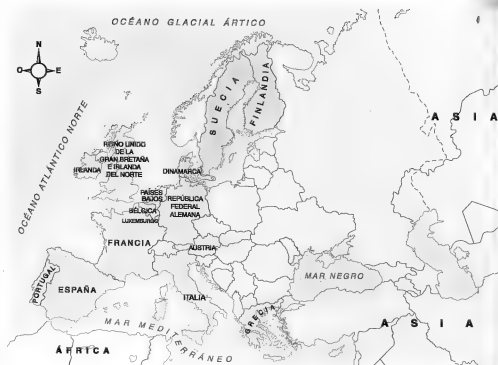 OCÉANO GLACIAL ÁRTICO
N
O
E
S
OCÉANO ATLÁNTICO NORTE
SUECIA
FINLANDIA
ASIA
REINO UNIDO
DE LA
GRAN BRETAÑA
E IRLANDA
DEL NORTE
IRLANDA
DINAMARCA
PAÍSES
BAJOS
REPÚBLICA
FEDERAL
ALEMANA
BÉLGICA
LUXEMBURGO
FRANCIA
AUSTRIA
MAR NEGRO
PORTUGAL
ESPAÑA
ITALIA
GRECIA
ASIA
MAR MEDITERRÁNEO
ÁFRICA